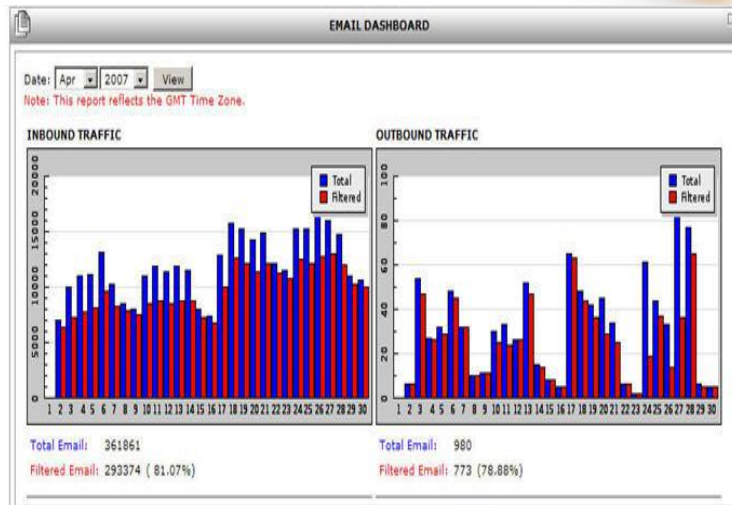 EMAIL DASHBOARD
Date: Apr 2007 View
Note: This report reflects the GMT Time Zone.
INBOUND TRAFFIC
20000
15000
10000
5000
0
Total
Filtered
1 2 3 4 5 6 7 8 9 10 11 12 13 14 15 16 17 18 19 20 21 22 23 24 25 26 27 28 29 30
Total Email: 361861
Filtered Email: 293374 ( 81.07%)
OUTBOUND TRAFFIC
100
80
60
40
20
0
Total
Filtered
1 2 3 4 5 6 7 8 9 10 11 12 13 14 15 16 17 18 19 20 21 22 23 24 25 26 27 28 29 30
Total Email: 980
Filtered Email: 773 (78.88%)